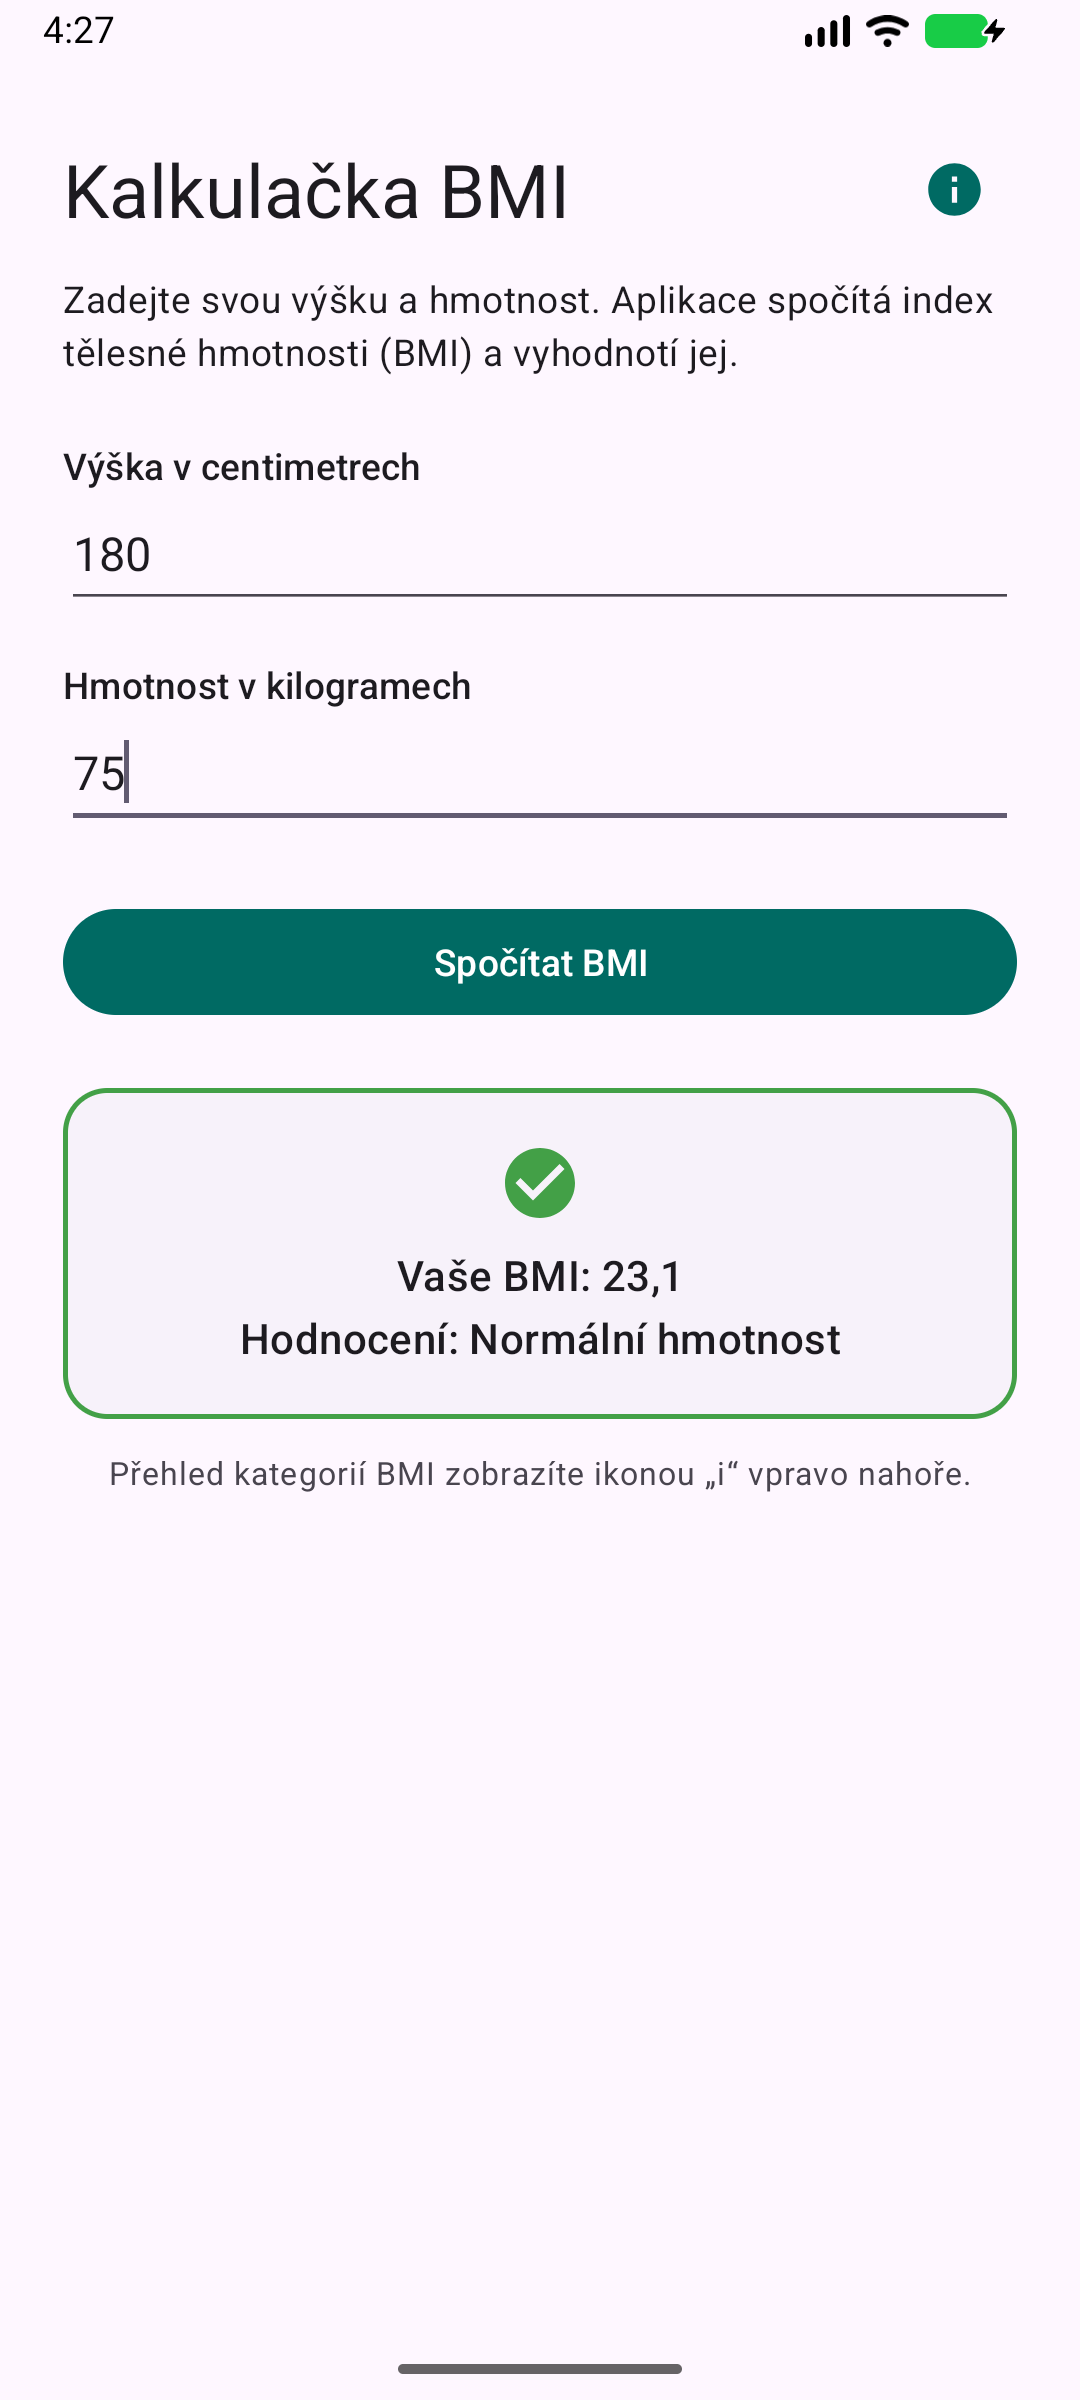 4:27
Kalkulačka BMI
Zadejte svou výšku a hmotnost. Aplikace spočítá index
tělesné hmotnosti (BMI) a vyhodnotí jej.
Výška v centimetrech
180
Hmotnost v kilogramech
75
Spočítat BMI
Vaše BMI: 23,1
Hodnocení: Normální hmotnost
Přehled kategorií BMI zobrazíte ikonou „i“ vpravo nahoře.